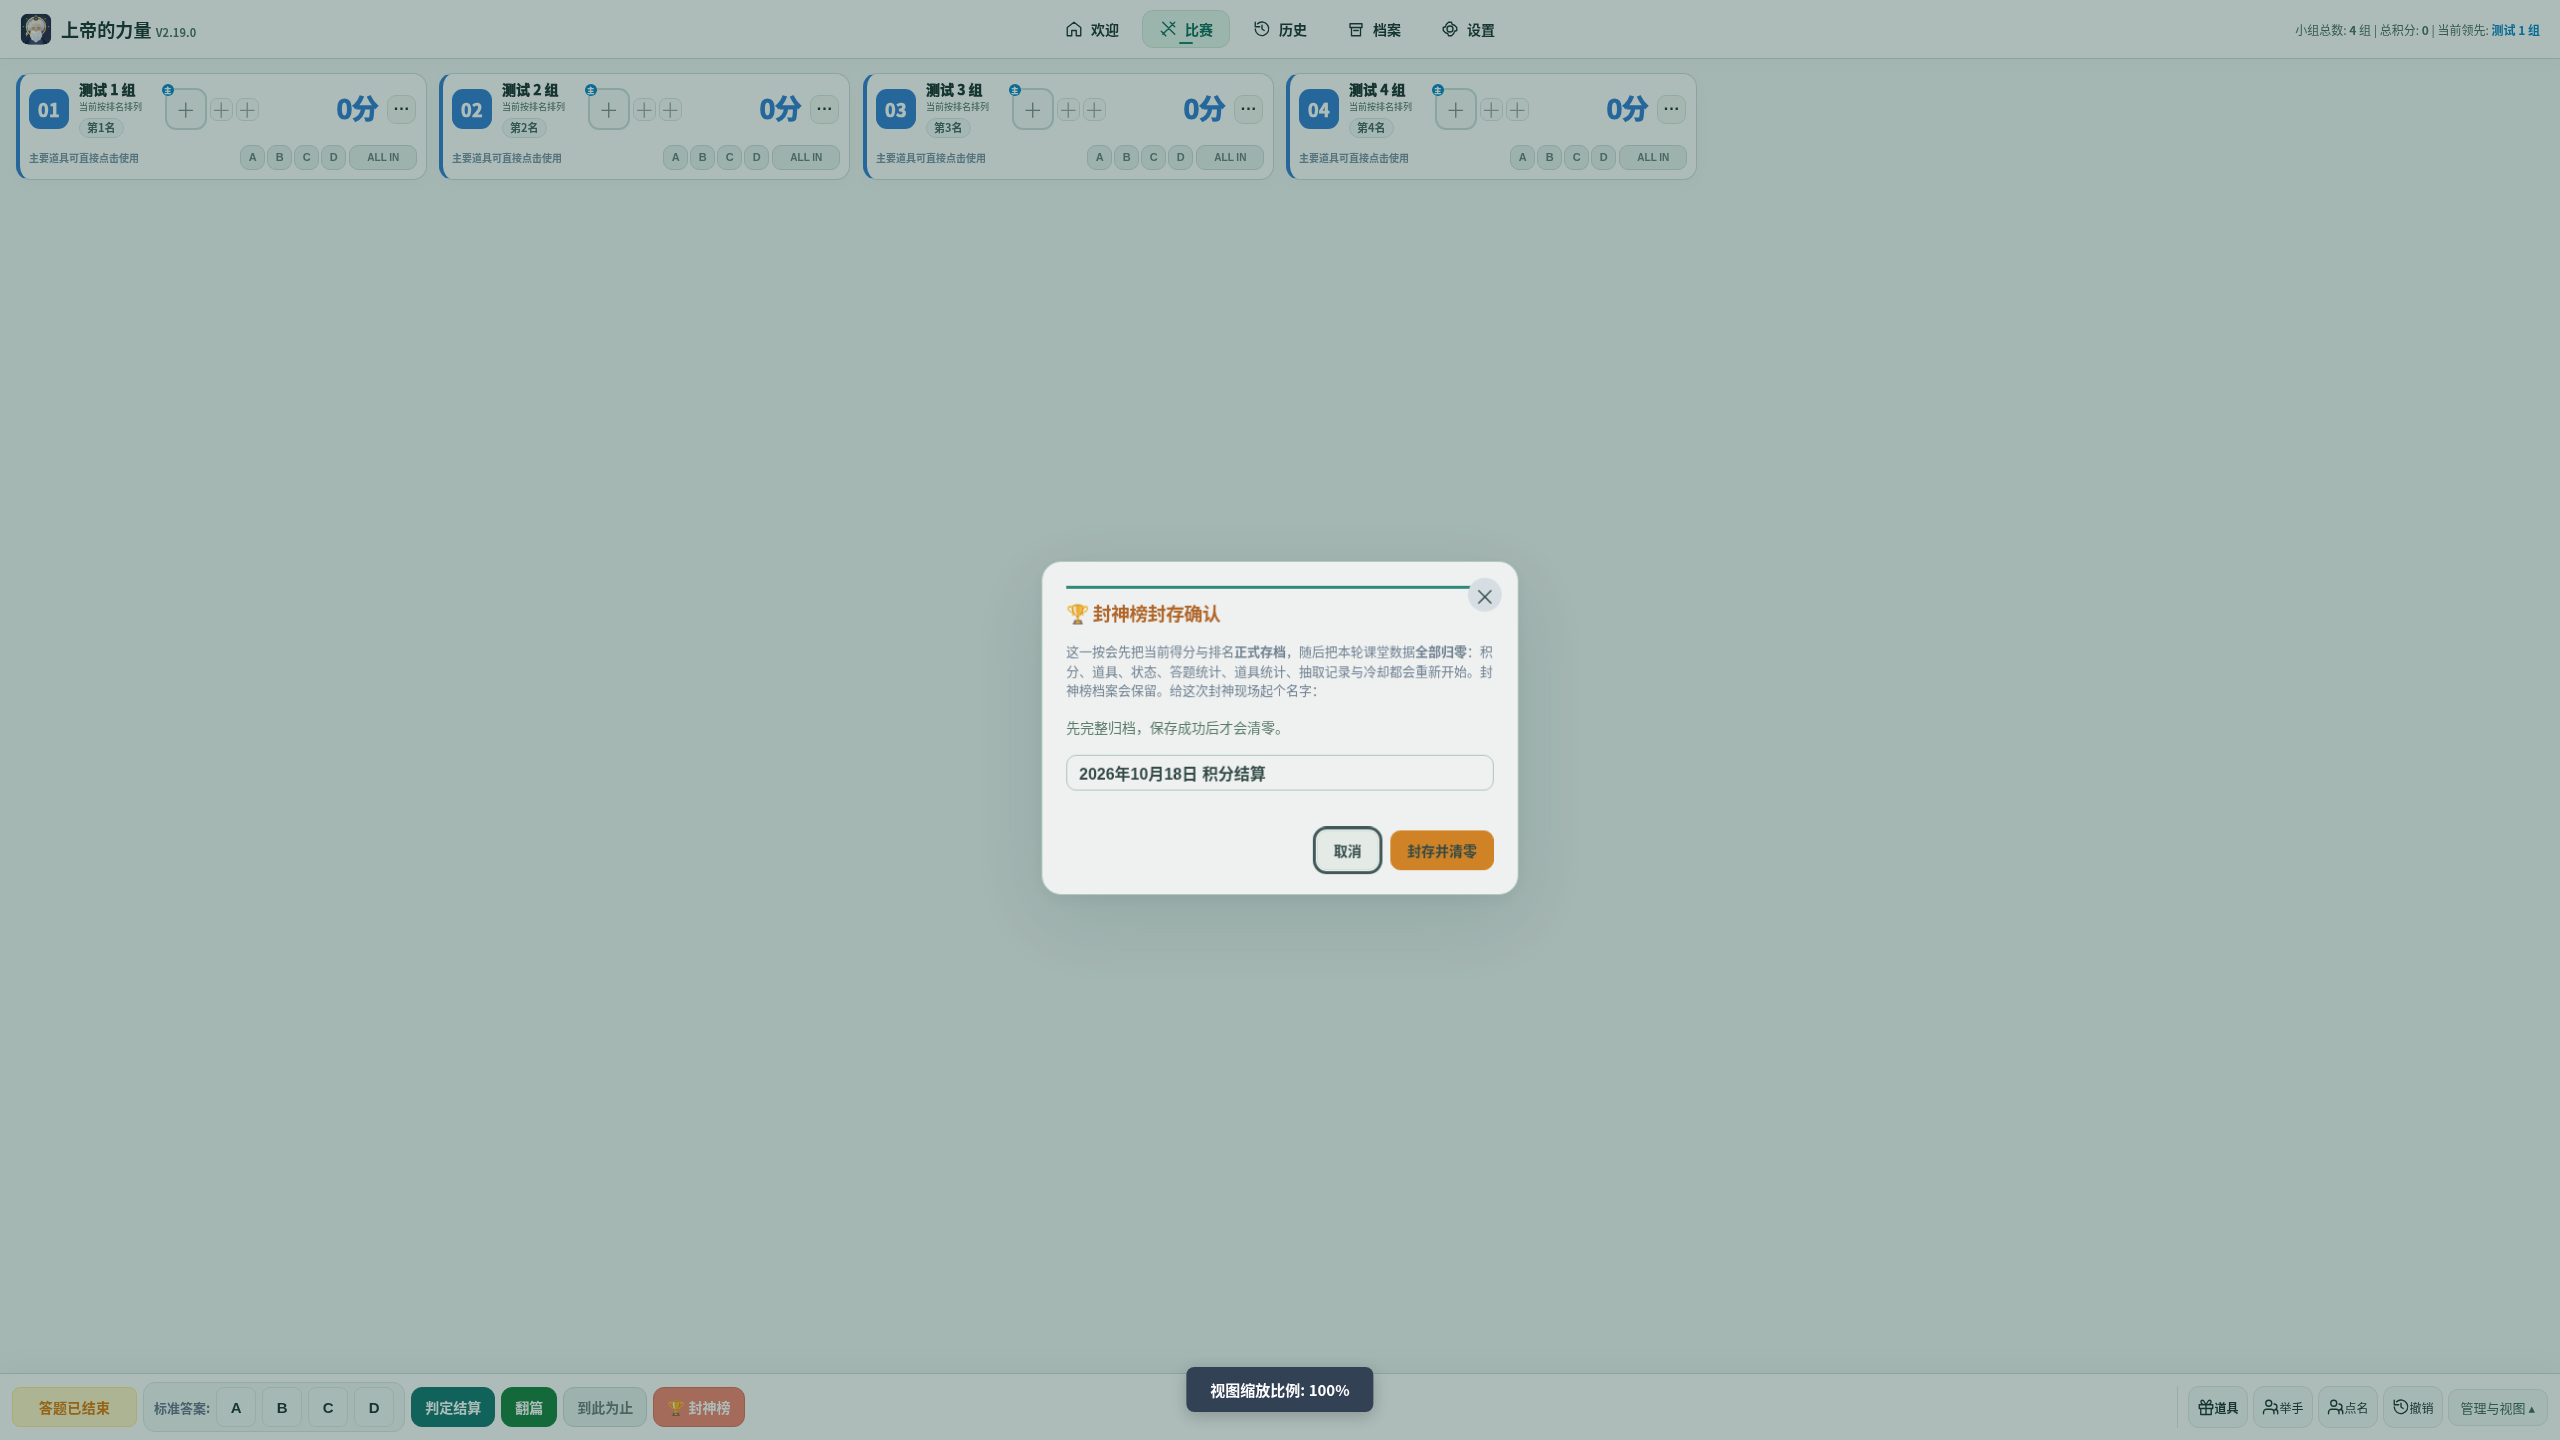 上帝的力量 V2.19.0
欢迎 比赛 历史 档案 设置
小组总数: 4 组 | 总积分: 0 | 当前领先: 测试 1 组
01 测试 1 组 当前按排名排列 第1名 主 0分 ···
主要道具可直接点击使用 A B C D ALL IN
02 测试 2 组 当前按排名排列 第2名 主 0分 ···
主要道具可直接点击使用 A B C D ALL IN
03 测试 3 组 当前按排名排列 第3名 主 0分 ···
主要道具可直接点击使用 A B C D ALL IN
04 测试 4 组 当前按排名排列 第4名 主 0分 ···
主要道具可直接点击使用 A B C D ALL IN
🏆 封神榜封存确认
这一按会先把当前得分与排名正式存档，随后把本轮课堂数据全部归零：积
分、道具、状态、答题统计、道具统计、抽取记录与冷却都会重新开始。封
神榜档案会保留。给这次封神现场起个名字：
先完整归档，保存成功后才会清零。
2026年10月18日 积分结算
取消 封存并清零
视图缩放比例: 100%
答题已结束 标准答案: A B C D 判定结算 翻篇 到此为止 🏆 封神榜
道具 举手 点名 撤销 管理与视图 ▴